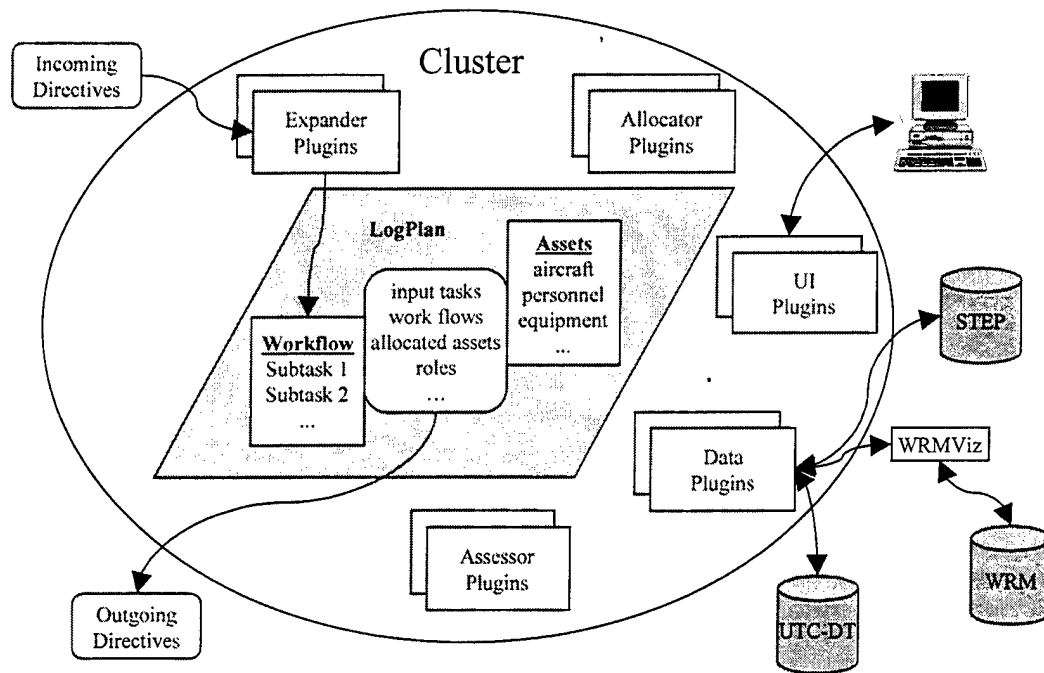 Cluster
Incoming
Directives
Expander
Plugins
Allocator
Plugins
LogPlan
Assets
aircraft
personnel
equipment
...
input tasks
work flows
allocated assets
roles
...
Workflow
Subtask 1
Subtask 2
...
UI
Plugins
STEP
Data
Plugins
WRMViz
WRM
UTC-DT
Assessor
Plugins
Outgoing
Directives